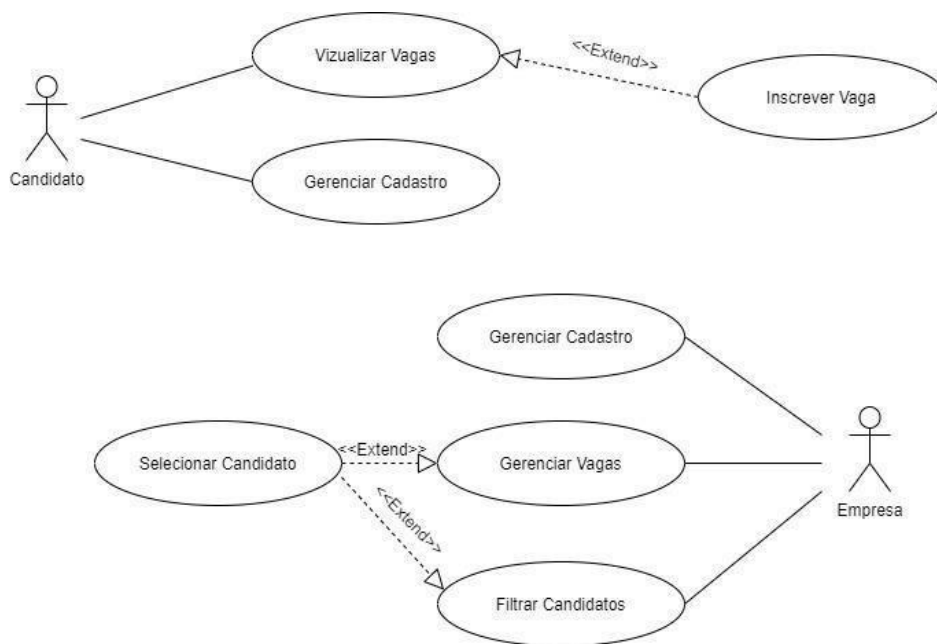 Vizualizar Vagas
<<Extend>>
Inscrever Vaga
Candidato
Gerenciar Cadastro
Gerenciar Cadastro
<<Extend>>
Selecionar Candidato
Gerenciar Vagas
Empresa
<<Extend>>
Filtrar Candidatos